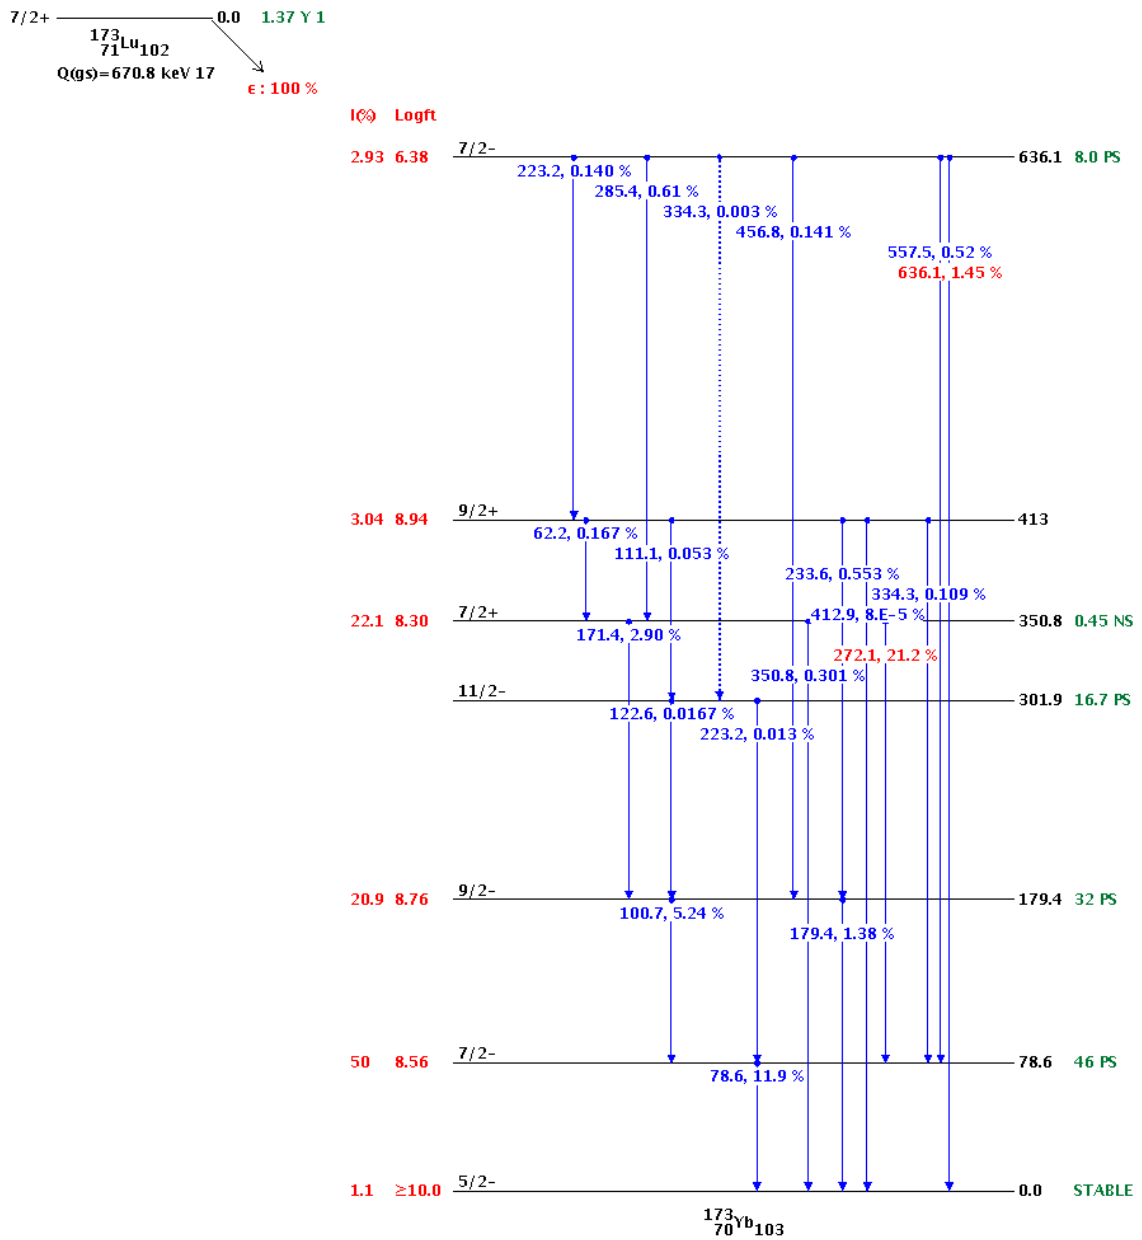 7/2+ 0.0 1.37 Y 1
173
71Lu102
Q(gs)=670.8 keV 17
ε : 100 %
I(%) Logft
2.93 6.38 7/2- 636.1 8.0 PS
223.2, 0.140 %
285.4, 0.61 %
334.3, 0.003 %
456.8, 0.141 %
557.5, 0.52 %
636.1, 1.45 %
3.04 8.94 9/2+ 413
62.2, 0.167 %
111.1, 0.053 %
233.6, 0.553 %
334.3, 0.109 %
412.9, 8.E-5 %
22.1 8.30 7/2+ 350.8 0.45 NS
171.4, 2.90 %
272.1, 21.2 %
350.8, 0.301 %
11/2- 301.9 16.7 PS
122.6, 0.0167 %
223.2, 0.013 %
20.9 8.76 9/2- 179.4 32 PS
100.7, 5.24 %
179.4, 1.38 %
50 8.56 7/2- 78.6 46 PS
78.6, 11.9 %
1.1 ≥10.0 5/2- 0.0 STABLE
173
70Yb103